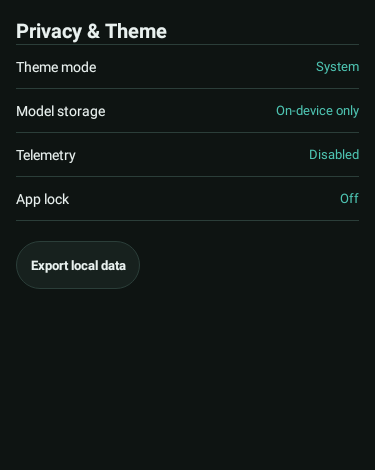 Privacy & Theme
Theme mode System
Model storage On-device only
Telemetry Disabled
App lock Off
Export local data